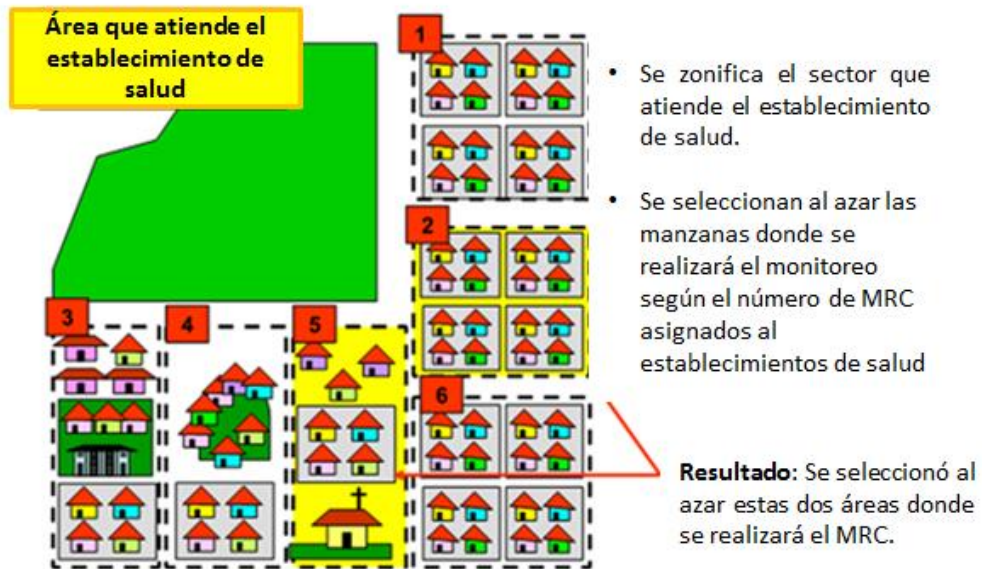 Área que atiende el
establecimiento de
salud
1
• Se zonifica el sector que
atiende el establecimiento
de salud.
• Se seleccionan al azar las
manzanas donde se
realizará el monitoreo
según el número de MRC
asignados al
establecimientos de salud
2
3
4
5
6
Resultado: Se seleccionó al
azar estas dos áreas donde
se realizará el MRC.